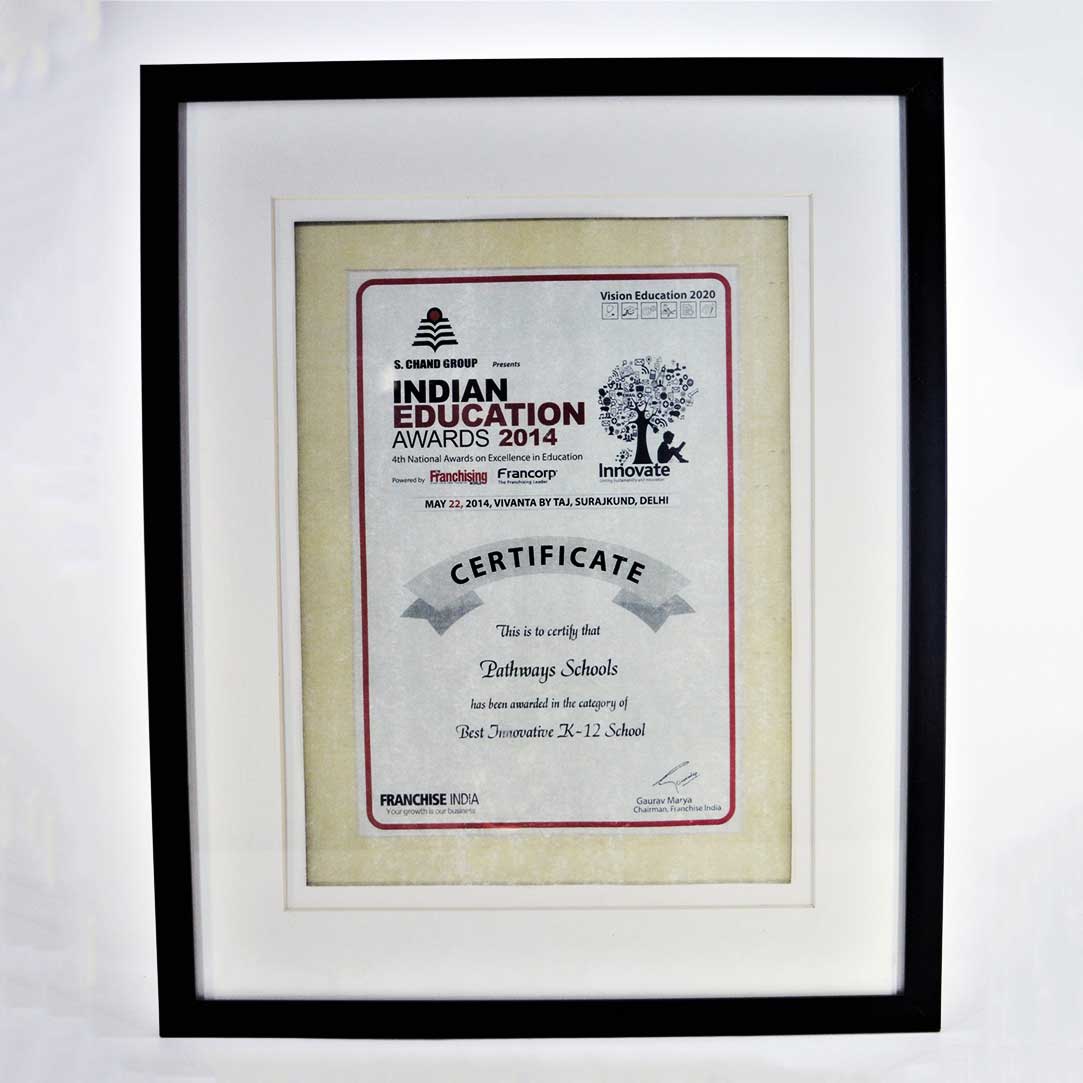 Vision Education 2020
S. CHAND GROUP Presents
INDIAN
EDUCATION
AWARDS 2014
4th National Awards on Excellence in Education
Powered by Franchising Francorp
The Franchising Leader
Innovate
MAY 22, 2014, VIVANTA BY TAJ, SURAJKUND, DELHI
CERTIFICATE
This is to certify that
Pathways Schools
has been awarded in the category of
Best Innovative K-12 School
FRANCHISE INDIA
Your growth is our business
Gaurav Marya
Chairman, Franchise India